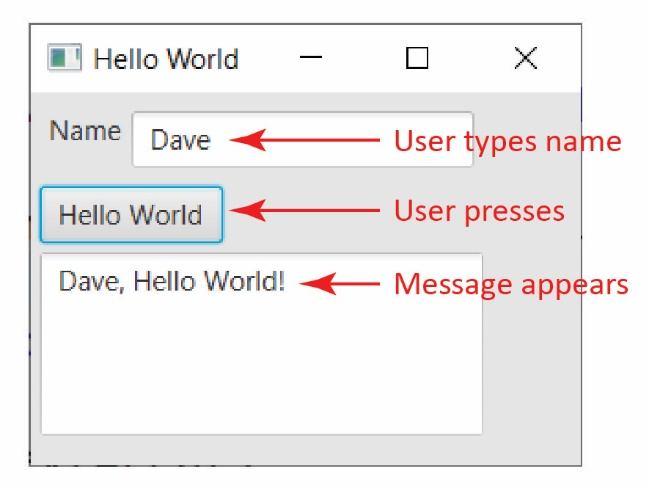 Hello World
Name Dave User types name
Hello World User presses
Dave, Hello World! Message appears